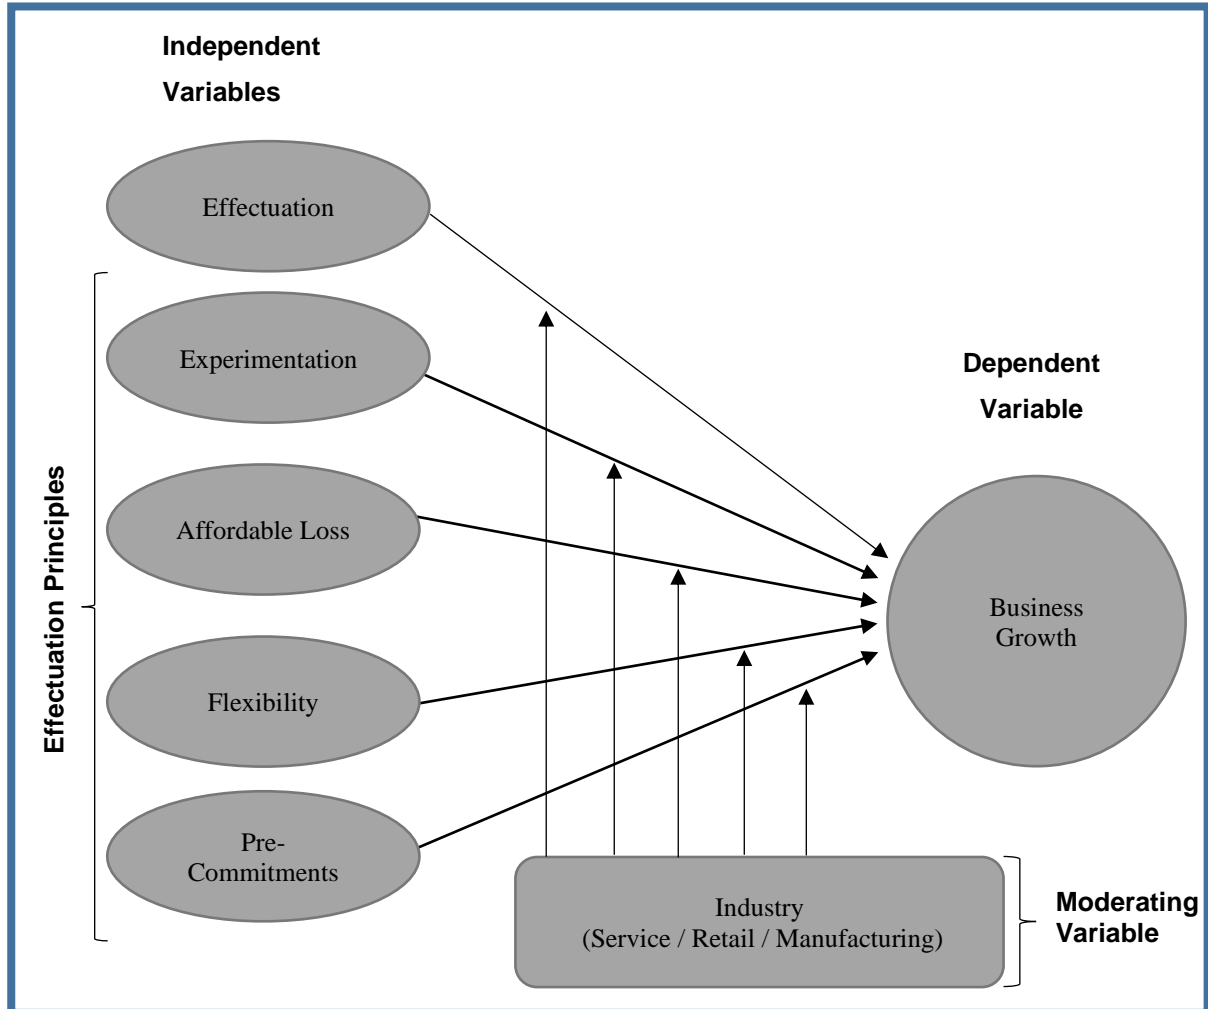 Independent
Variables
Effectuation
Experimentation
Affordable Loss
Flexibility
Pre-
Commitments
Effectuation Principles
Dependent
Variable
Business
Growth
Industry
(Service / Retail / Manufacturing)
Moderating
Variable